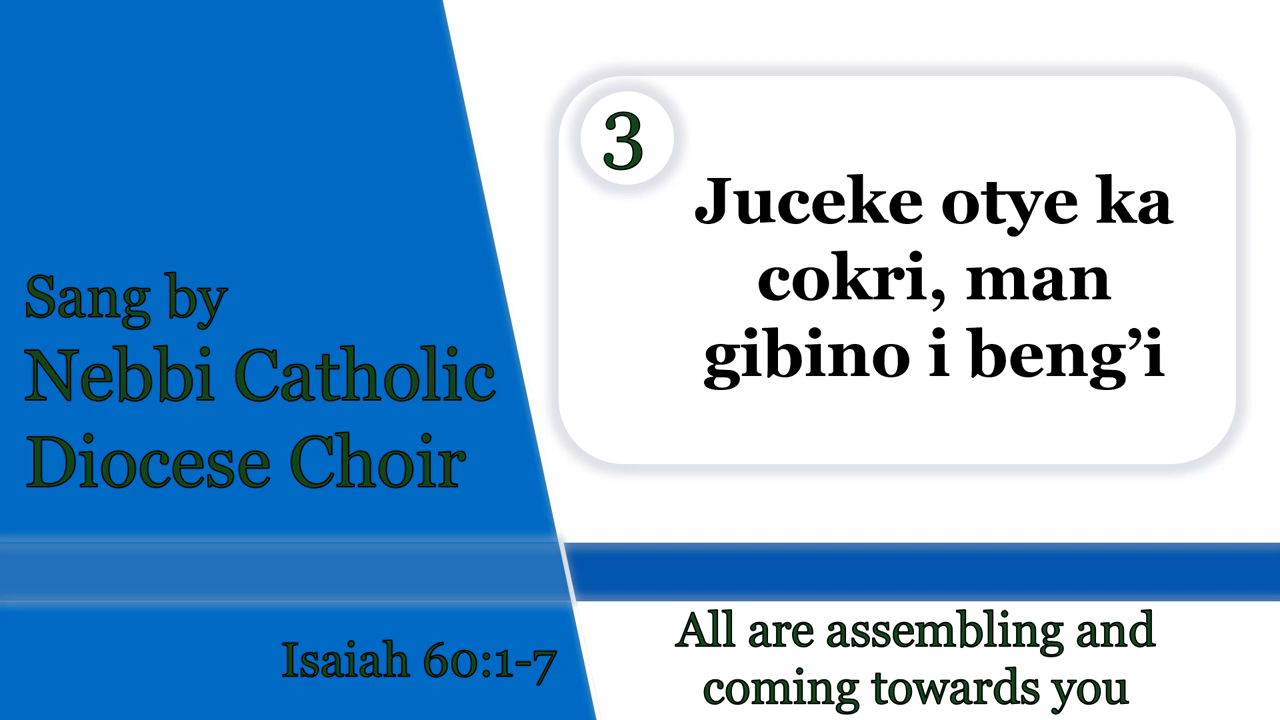 Sang by
Nebbi Catholic
Diocese Choir
3
Juceke otye ka
cokri, man
gibino i beng’i
Isaiah 60:1-7
All are assembling and
coming towards you